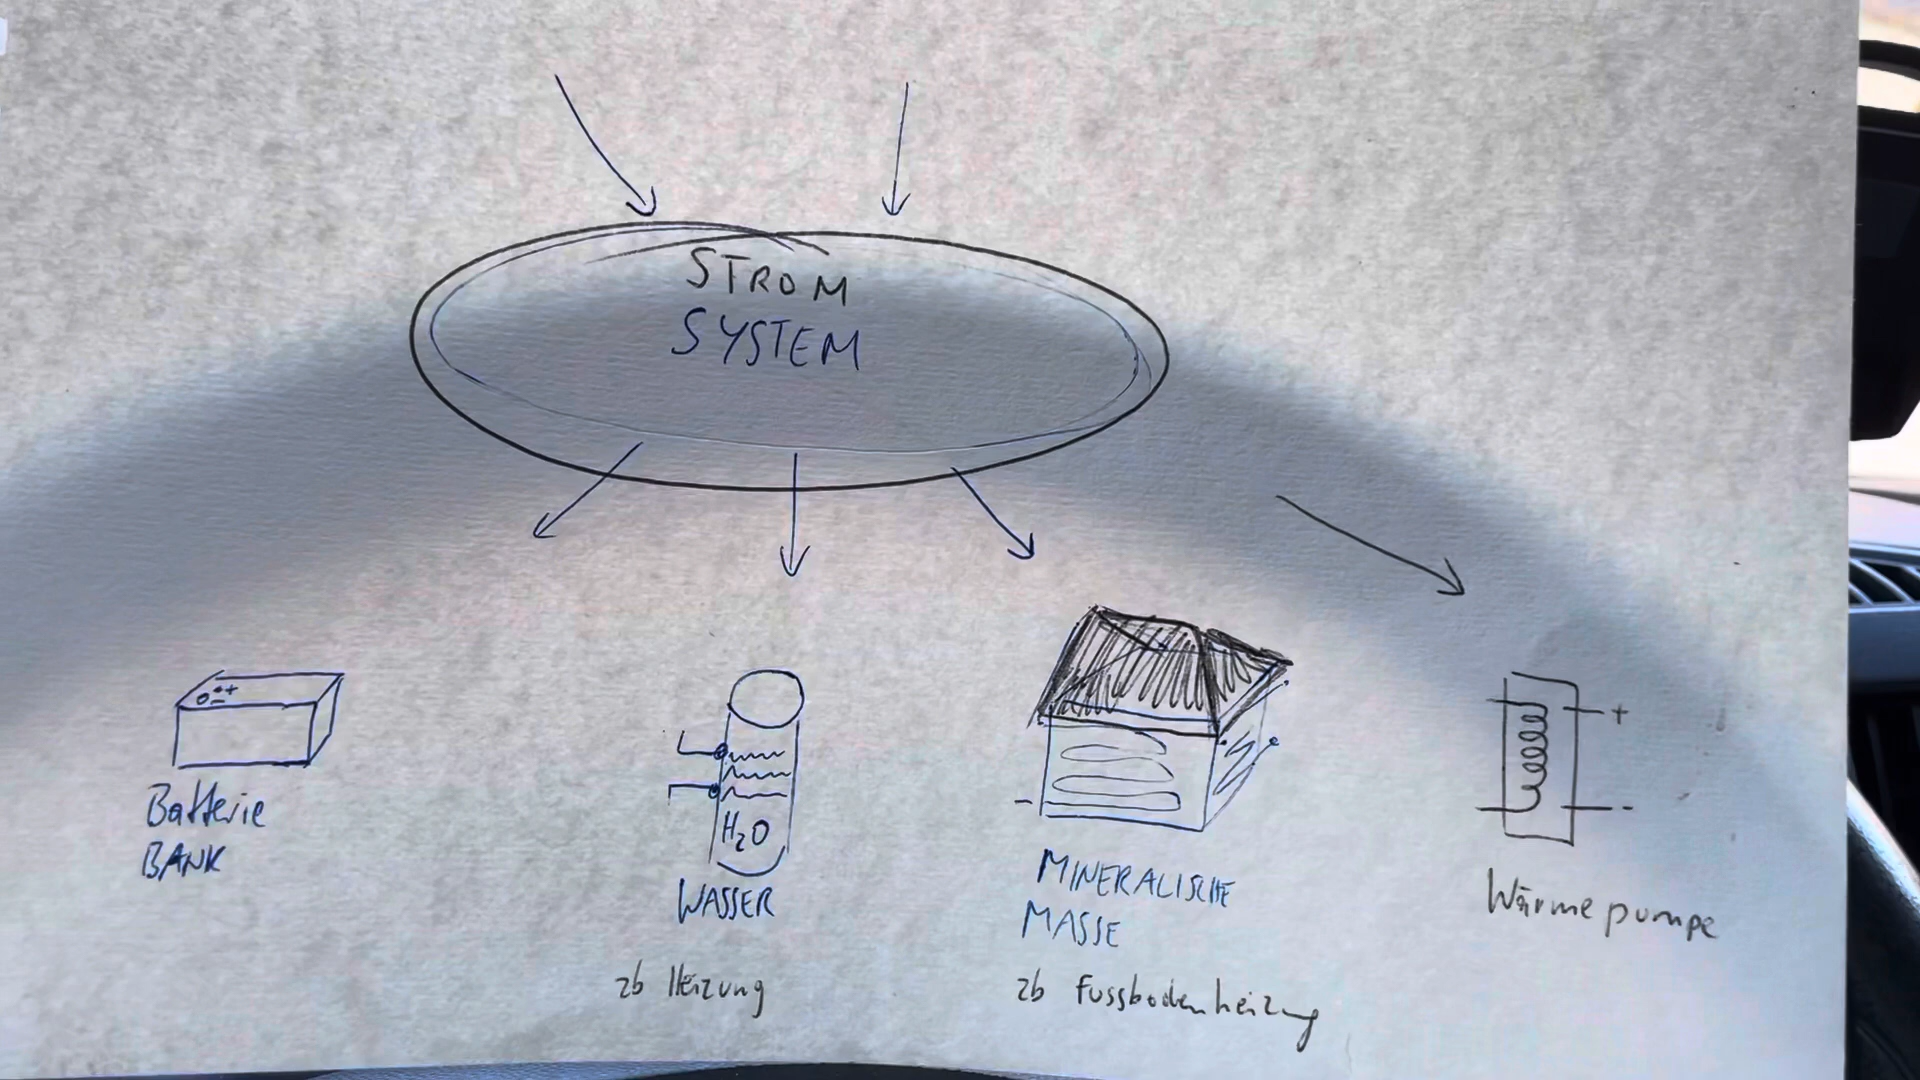 STROM
SYSTEM
+
-
H₂O
Batterie
BANK
WASSER
MINERALISCHE
MASSE
Wärmepumpe
zb Heizung
zb Fussbodenheizung